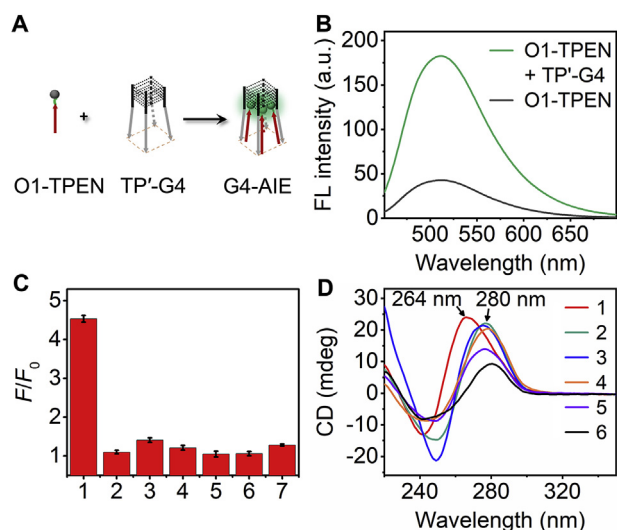 A
O1-TPEN + TP′-G4 G4-AIE
B
FL intensity (a.u.)
200
150
100
50
0
500 550 600 650
Wavelength (nm)
O1-TPEN
+ TP′-G4
O1-TPEN
C
F/F0
5
4
3
2
1
1 2 3 4 5 6 7
D
CD (mdeg)
30
20
10
0
-10
-20
240 280 320
Wavelength (nm)
264 nm 280 nm
1
2
3
4
5
6